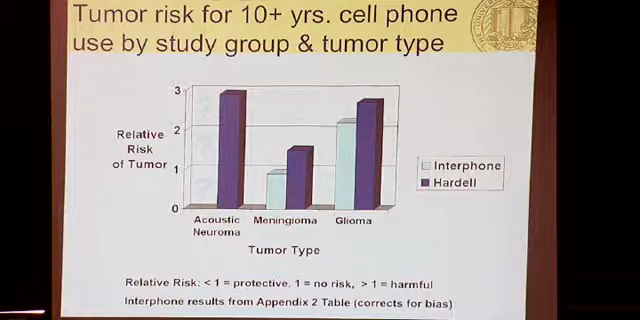 Tumor risk for 10+ yrs. cell phone
use by study group & tumor type
3
2
1
0
Relative
Risk
of Tumor
? 
?
?
Acoustic
Neuroma
Meningioma
Glioma
Tumor Type
Interphone
Hardell
Relative Risk: < 1 = protective, 1 = no risk, > 1 = harmful
Interphone results from Appendix 2 Table (corrects for bias)